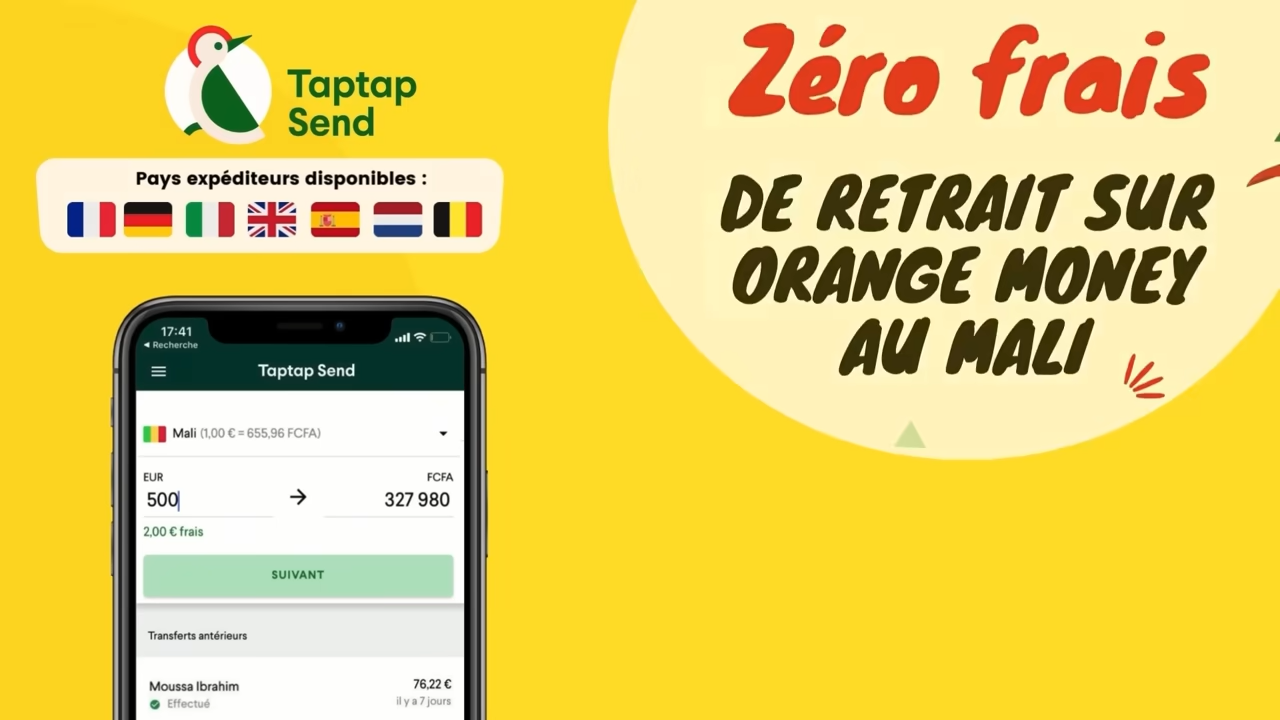 Taptap
Send
Pays expéditeurs disponibles :
17:41
◀ Recherche
Taptap Send
Mali (1,00 € = 655,96 FCFA)
EUR
FCFA
500
327 980
2,00 € frais
SUIVANT
Transferts antérieurs
Moussa Ibrahim
76,22 €
Effectué
il y a 7 jours
Zéro frais
DE RETRAIT SUR
ORANGE MONEY
AU MALI